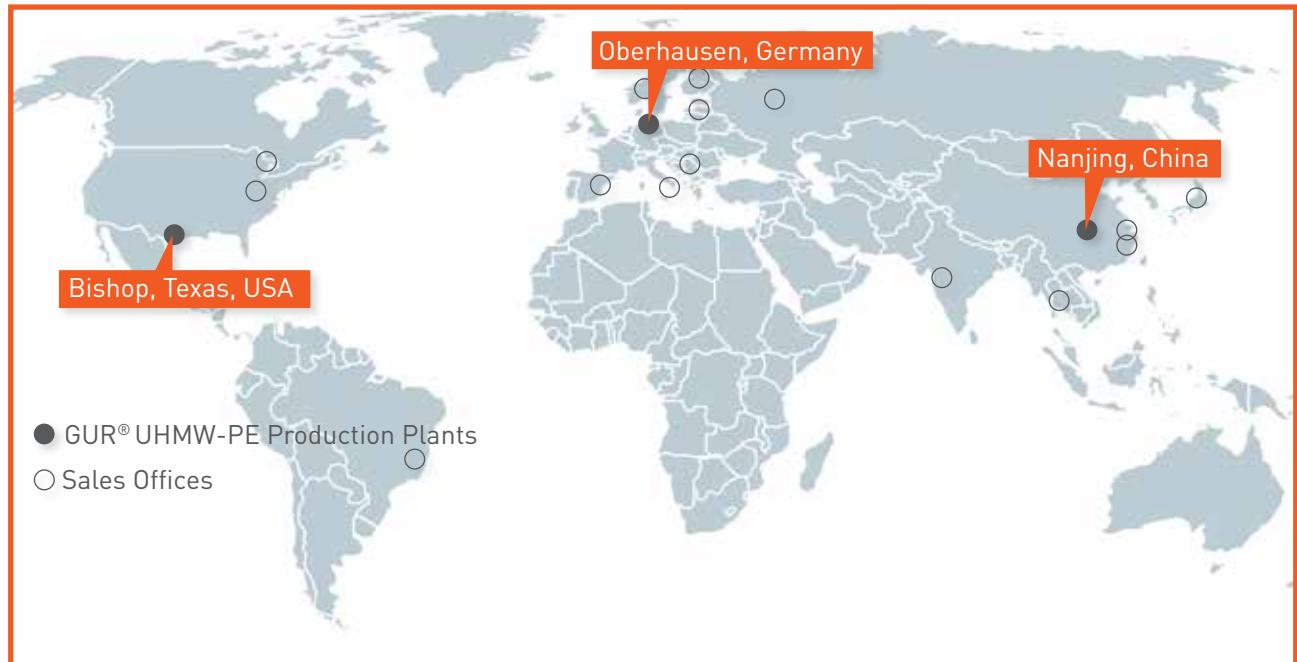 Oberhausen, Germany
Nanjing, China
Bishop, Texas, USA
GUR® UHMW-PE Production Plants
Sales Offices